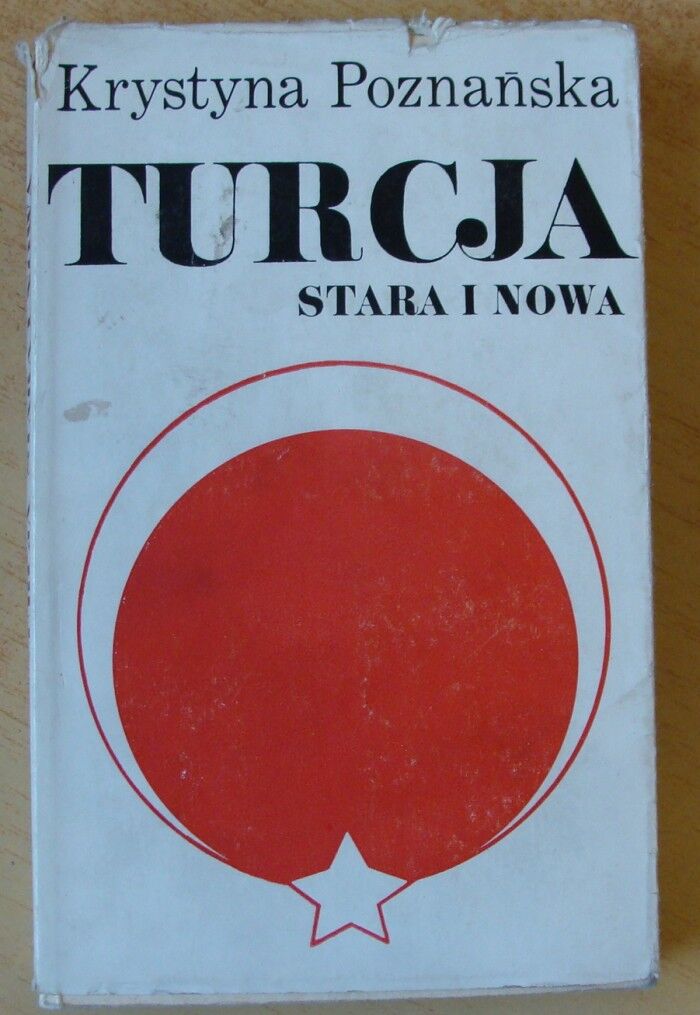 Krystyna Poznańska
TURCJA
STARA I NOWA